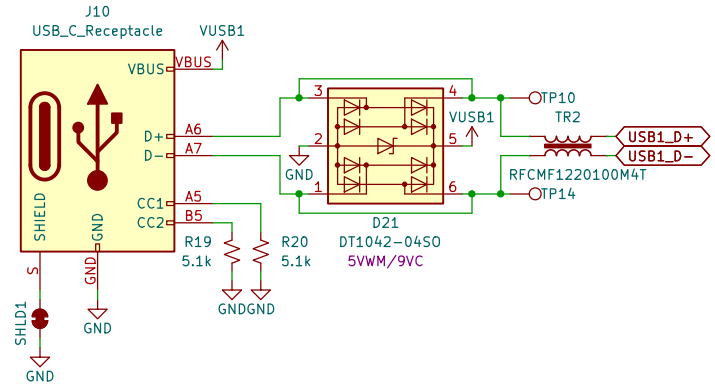 J10
USB_C_Receptacle
VUSB1
VBUS
VBUS
3
4
TP10
TR2
VUSB1
D+
A6
2
5
USB1_D+
D-
A7
USB1_D-
GND
RFCMF1220100M4T
1
6
TP14
CC1
A5
SHIELD
GND
CC2
B5
D21
R19
R20
DT1042-04SO
5.1k
5.1k
5VWM/9VC
S
GND
GND
GND
SHLD1
GND
GND